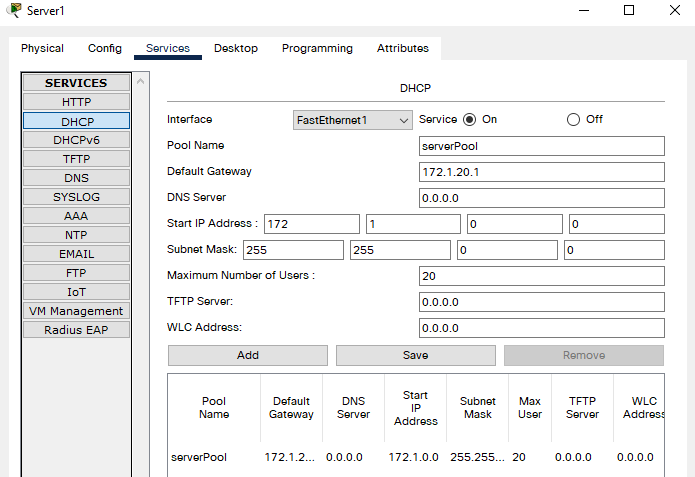 Server1
Physical Config Services Desktop Programming Attributes
SERVICES
HTTP
DHCP
DHCPv6
TFTP
DNS
SYSLOG
AAA
NTP
EMAIL
FTP
IoT
VM Management
Radius EAP
DHCP
Interface FastEthernet1 Service On Off
Pool Name serverPool
Default Gateway 172.1.20.1
DNS Server 0.0.0.0
Start IP Address : 172 1 0 0
Subnet Mask: 255 255 0 0
Maximum Number of Users : 20
TFTP Server: 0.0.0.0
WLC Address: 0.0.0.0
Add Save Remove
Pool Name Default Gateway DNS Server Start IP Address Subnet Mask Max User TFTP Server WLC Address
serverPool 172.1.2... 0.0.0.0 172.1.0.0 255.255... 20 0.0.0.0 0.0.0.0